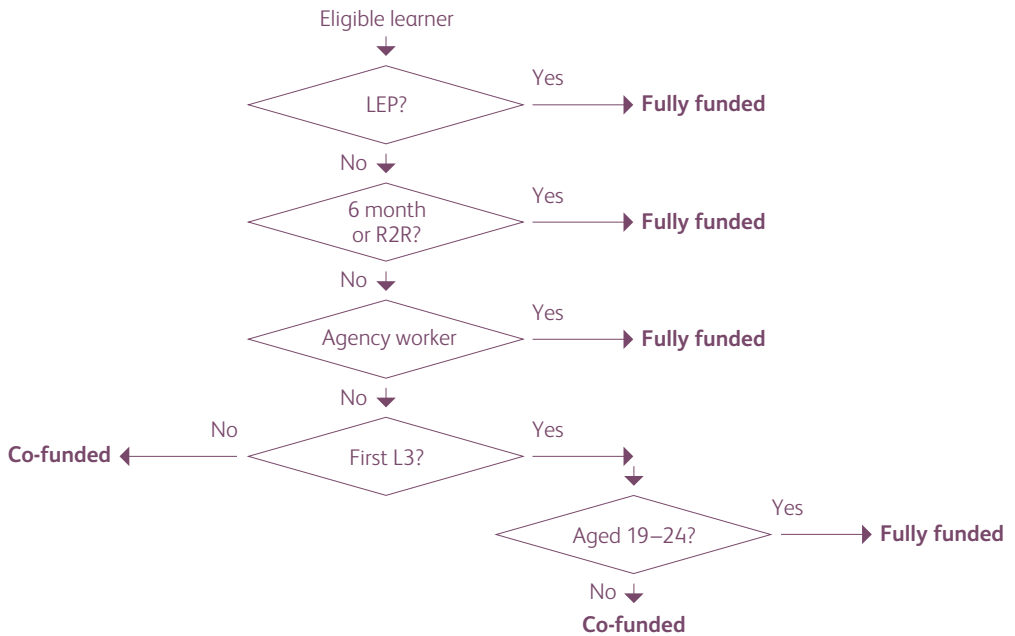 Eligible learner
LEP?
Yes
Fully funded
No
6 month
or R2R?
Yes
Fully funded
No
Agency worker
Yes
Fully funded
No
First L3?
No
Co-funded
Yes
Aged 19–24?
Yes
Fully funded
No
Co-funded